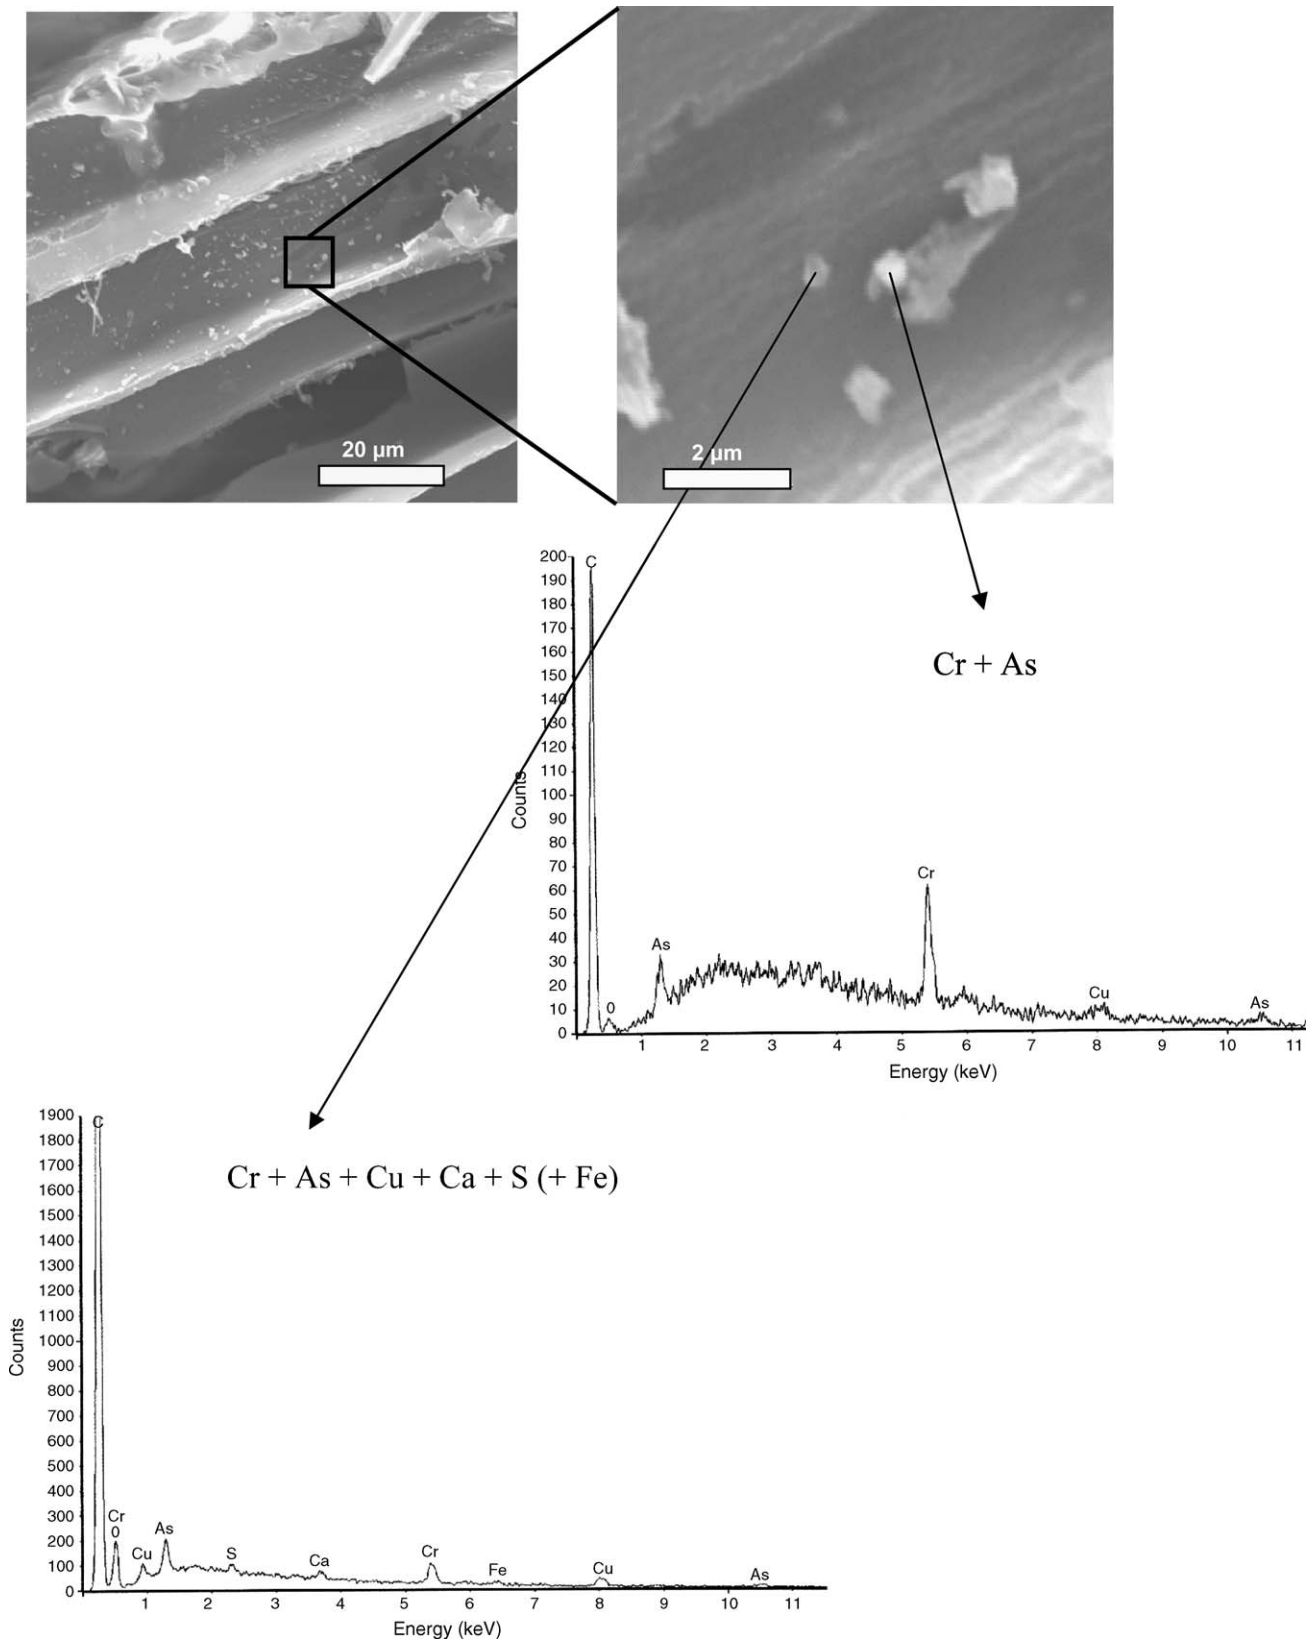 20 µm
2 µm
Cr + As
200
190
180
170
160
150
140
130
120
110
100
90
80
70
60
50
40
30
20
10
0
Counts
C
0
As
Cr
Cu
As
1 2 3 4 5 6 7 8 9 10 11
Energy (keV)
Cr + As + Cu + Ca + S (+ Fe)
1900
1800
1700
1600
1500
1400
1300
1200
1100
1000
900
800
700
600
500
400
300
200
100
0
Counts
C
Cr
0
Cu
As
S
Ca
Cr
Fe
Cu
As
1 2 3 4 5 6 7 8 9 10 11
Energy (keV)